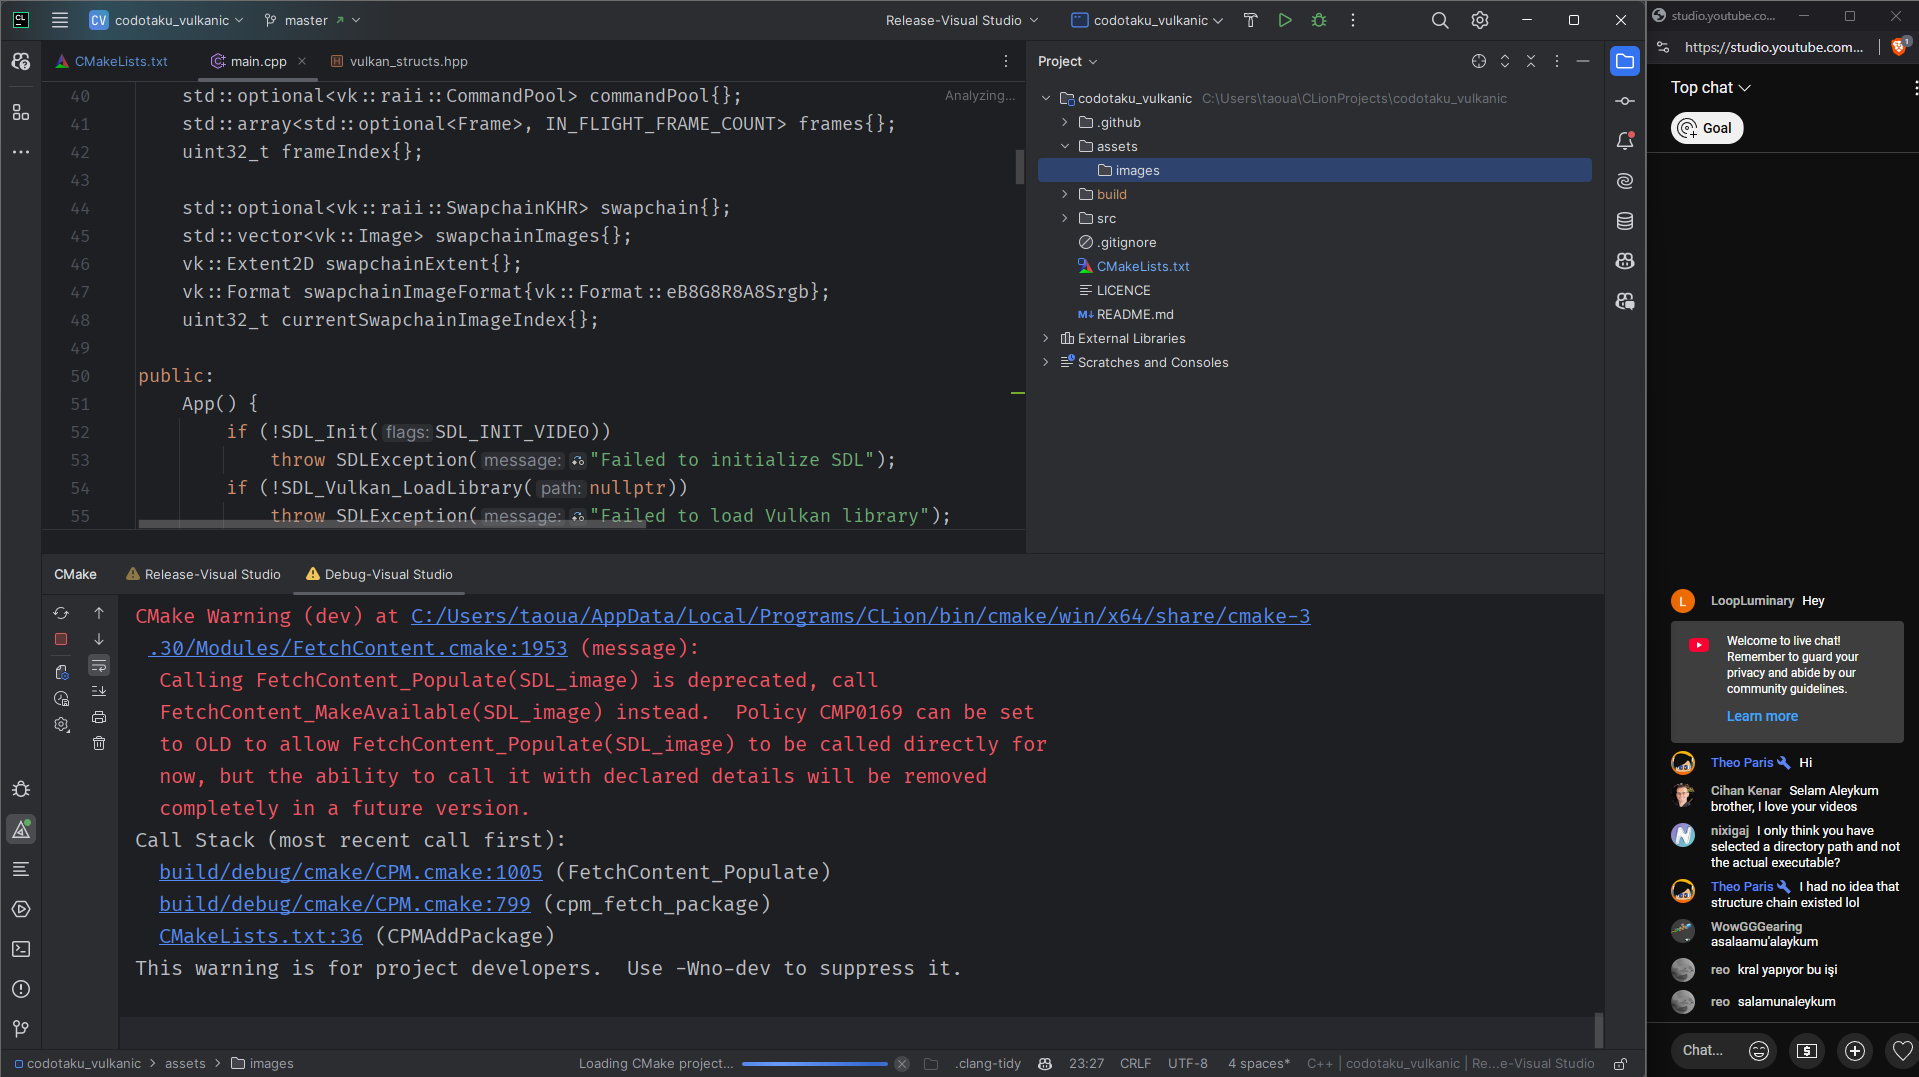 CL
CV codotaku_vulkanic
master
Release-Visual Studio
codotaku_vulkanic
CMakeLists.txt
main.cpp
vulkan_structs.hpp
Analyzing...
40 std::optional<vk::raii::CommandPool> commandPool{};
41 std::array<std::optional<Frame>, IN_FLIGHT_FRAME_COUNT> frames{};
42 uint32_t frameIndex{};
43
44 std::optional<vk::raii::SwapchainKHR> swapchain{};
45 std::vector<vk::Image> swapchainImages{};
46 vk::Extent2D swapchainExtent{};
47 vk::Format swapchainImageFormat{vk::Format::eB8G8R8A8Srgb};
48 uint32_t currentSwapchainImageIndex{};
49
50 public:
51 App() {
52 if (!SDL_Init( flags: SDL_INIT_VIDEO))
53 throw SDLException( message: "Failed to initialize SDL");
54 if (!SDL_Vulkan_LoadLibrary( path: nullptr))
55 throw SDLException( message: "Failed to load Vulkan library");
Project
codotaku_vulkanic C:\Users\taoua\CLionProjects\codotaku_vulkanic
.github
assets
images
build
src
.gitignore
CMakeLists.txt
LICENCE
README.md
External Libraries
Scratches and Consoles
CMake
Release-Visual Studio
Debug-Visual Studio
CMake Warning (dev) at C:/Users/taoua/AppData/Local/Programs/CLion/bin/cmake/win/x64/share/cmake-3
.30/Modules/FetchContent.cmake:1953 (message):
Calling FetchContent_Populate(SDL_image) is deprecated, call
FetchContent_MakeAvailable(SDL_image) instead.  Policy CMP0169 can be set
to OLD to allow FetchContent_Populate(SDL_image) to be called directly for
now, but the ability to call it with declared details will be removed
completely in a future version.
Call Stack (most recent call first):
build/debug/cmake/CPM.cmake:1005 (FetchContent_Populate)
build/debug/cmake/CPM.cmake:799 (cpm_fetch_package)
CMakeLists.txt:36 (CPMAddPackage)
This warning is for project developers.  Use -Wno-dev to suppress it.
codotaku_vulkanic > assets > images
Loading CMake project...
.clang-tidy
23:27
CRLF
UTF-8
4 spaces*
C++ | codotaku_vulkanic | Re...e-Visual Studio
studio.youtube.co...
https://studio.youtube.com...
1
Top chat
Goal
L
LoopLuminary Hey
Welcome to live chat!
Remember to guard your
privacy and abide by our
community guidelines.
Learn more
Theo Paris Hi
Cihan Kenar Selam Aleykum
brother, I love your videos
nixigaj I only think you have
selected a directory path and not
the actual executable?
Theo Paris I had no idea that
structure chain existed lol
WowGGGearing
asalaamu'alaykum
reo kral yapıyor bu işi
reo salamunaleykum
Chat...